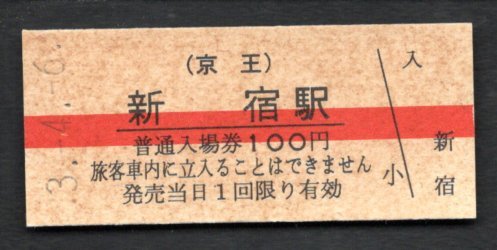 3.-4.-6
(京王)
新宿駅
普通入場券100円
旅客車内に立入ることはできません
発売当日1回限り有効
入
新宿
小